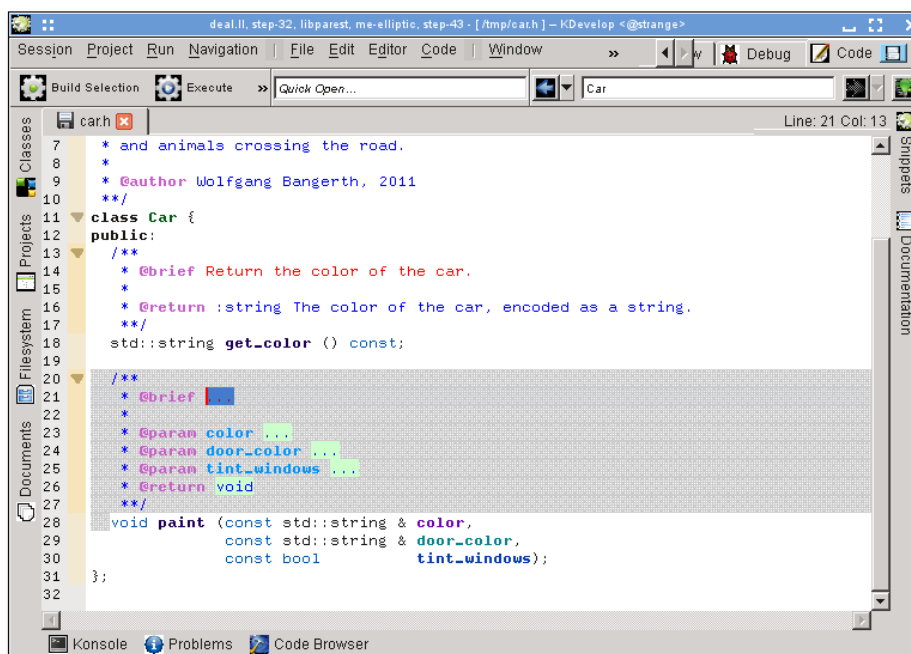 deal.II, step-32, libparest, me-elliptic, step-43 - [ /tmp/car.h ] – KDevelop <@strange>
Session Project Run Navigation File Edit Editor Code Window » w Debug Code
Build Selection Execute » Quick Open... Car
car.h Line: 21 Col: 13
Classes
Projects
Filesystem
Documents
Snippets
Documentation
7 * and animals crossing the road.
8 *
9 * @author Wolfgang Bangerth, 2011
10 **/
11 class Car {
12 public:
13 /**
14 * @brief Return the color of the car.
15 *
16 * @return :string The color of the car, encoded as a string.
17 **/
18 std::string get_color () const;
19
20 /**
21 * @brief ...
22 *
23 * @param color ...
24 * @param door_color ...
25 * @param tint_windows ...
26 * @return void
27 **/
28 void paint (const std::string & color,
29 const std::string & door_color,
30 const bool tint_windows);
31 };
32
Konsole Problems Code Browser